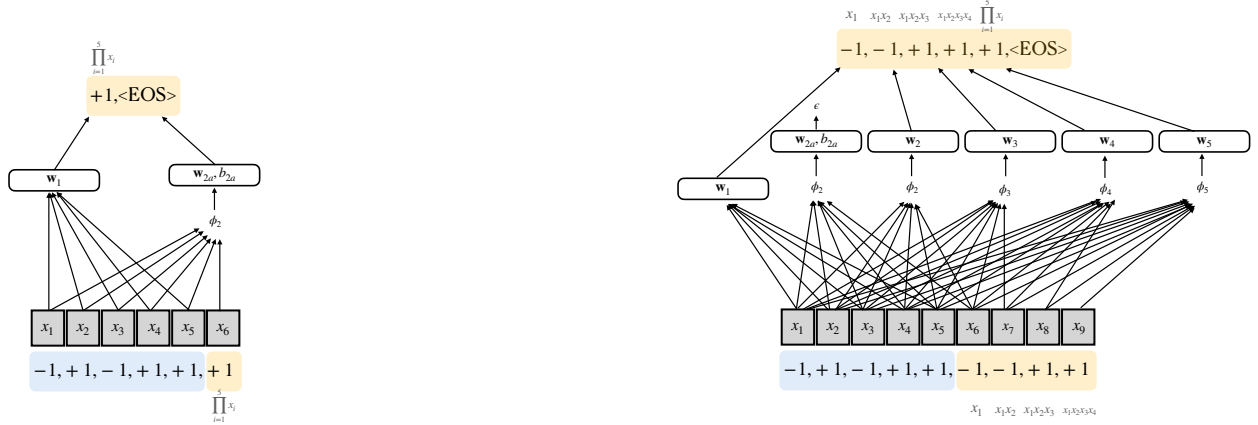 ∏_{i=1}^{5} x_i
+1,<EOS>
w_1
w_{2a}, b_{2a}
ϕ_2
x_1 x_2 x_3 x_4 x_5 x_6
−1, +1, −1, +1, +1, +1
∏_{i=1}^{5} x_i
x_1 x_1x_2 x_1x_2x_3 x_1x_2x_3x_4 ∏_{i=1}^{5} x_i
−1, −1, +1, +1, +1,<EOS>
ϵ
w_{2a}, b_{2a} w_2 w_3 w_4 w_5
w_1
ϕ_2 ϕ_2 ϕ_3 ϕ_4 ϕ_5
x_1 x_2 x_3 x_4 x_5 x_6 x_7 x_8 x_9
−1, +1, −1, +1, +1, −1, −1, +1, +1
x_1 x_1x_2 x_1x_2x_3 x_1x_2x_3x_4